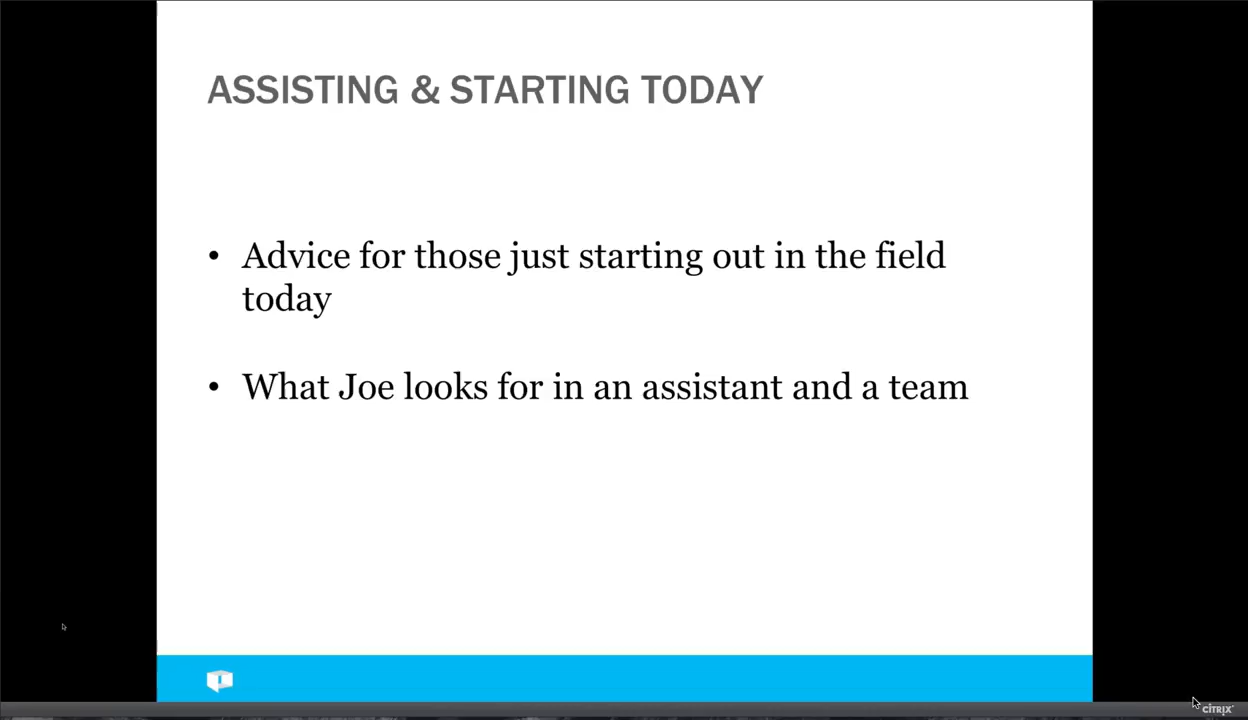 ASSISTING & STARTING TODAY
• Advice for those just starting out in the field
today
• What Joe looks for in an assistant and a team
CITRIX